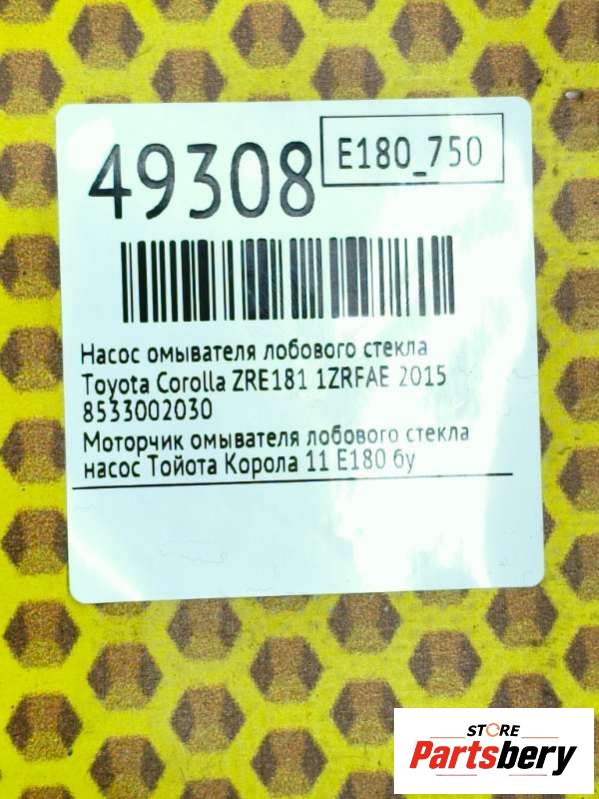 49308
E180_750
Насос омывателя лобового стекла
Toyota Corolla ZRE181 1ZRFAE 2015
8533002030
Моторчик омывателя лобового стекла
насос Тойота Корола 11 Е180 бу
STORE
Partsbery